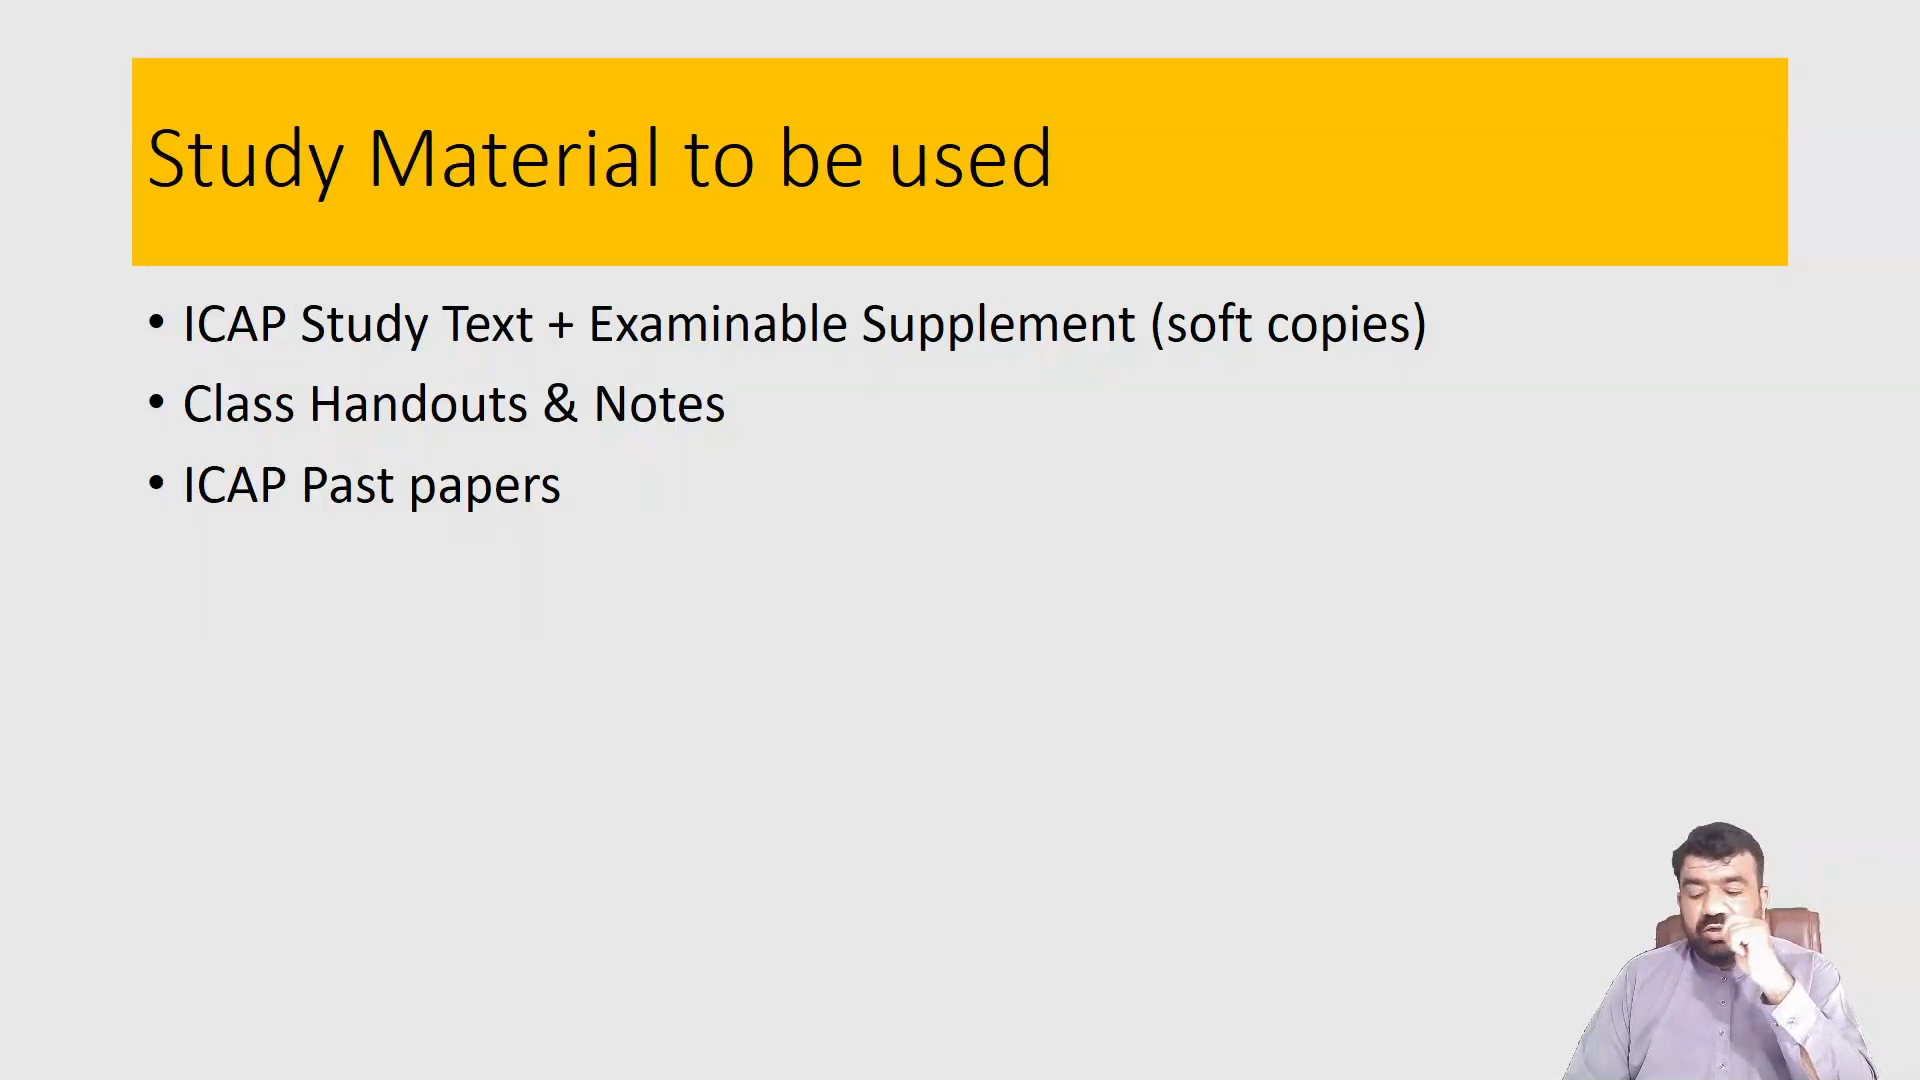 Study Material to be used
• ICAP Study Text + Examinable Supplement (soft copies)
• Class Handouts & Notes
• ICAP Past papers